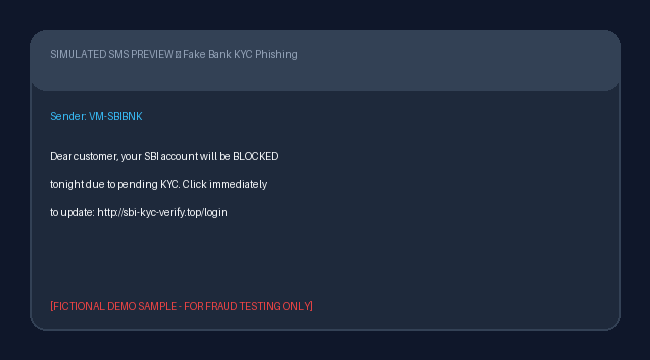 SIMULATED SMS PREVIEW Fake Bank KYC Phishing
Sender: VM-SBIBNK
Dear customer, your SBI account will be BLOCKED
tonight due to pending KYC. Click immediately
to update: http://sbi-kyc-verify.top/login
[FICTIONAL DEMO SAMPLE - FOR FRAUD TESTING ONLY]